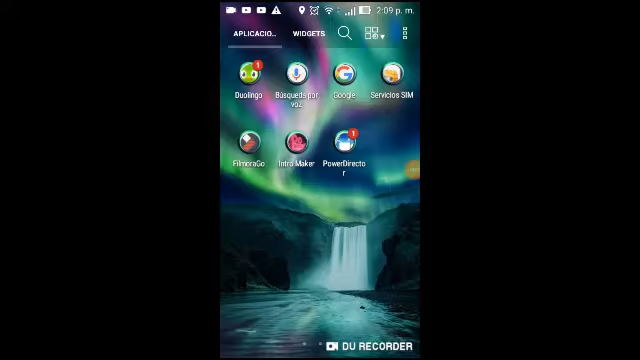 2:09 p. m.
APLICACIO... WIDGETS
1
Duolingo Búsqueda por voz Google Servicios SIM
1
FilmoraGo Intro Maker PowerDirector
DU RECORDER